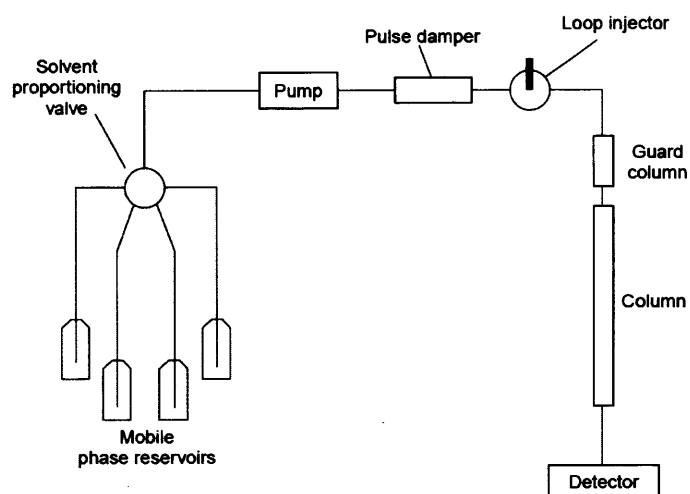 Solvent
proportioning
valve
Pump
Pulse damper
Loop injector
Guard
column
Column
Mobile
phase reservoirs
Detector